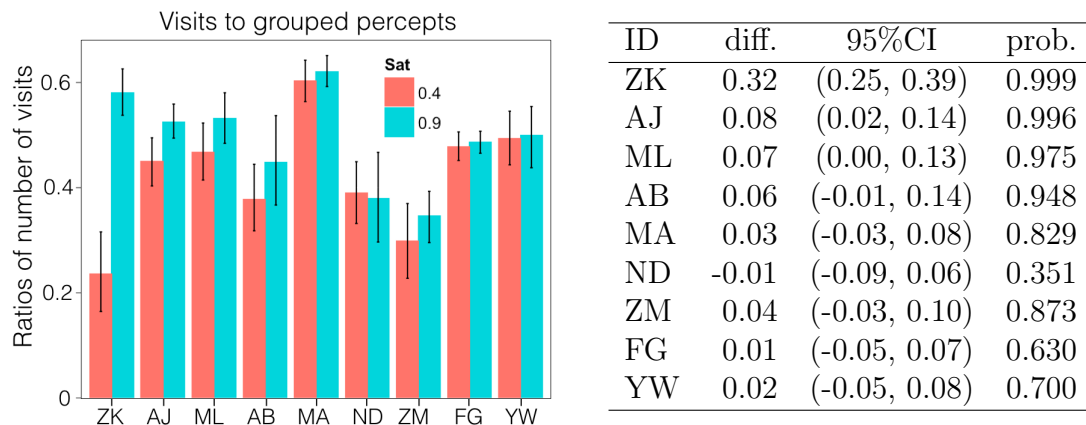 Visits to grouped percepts
Ratios of number of visits
0.6
0.4
0.2
0
Sat
0.4
0.9
ZK AJ ML AB MA ND ZM FG YW
ID diff. 95%CI prob.
ZK 0.32 (0.25, 0.39) 0.999
AJ 0.08 (0.02, 0.14) 0.996
ML 0.07 (0.00, 0.13) 0.975
AB 0.06 (-0.01, 0.14) 0.948
MA 0.03 (-0.03, 0.08) 0.829
ND -0.01 (-0.09, 0.06) 0.351
ZM 0.04 (-0.03, 0.10) 0.873
FG 0.01 (-0.05, 0.07) 0.630
YW 0.02 (-0.05, 0.08) 0.700